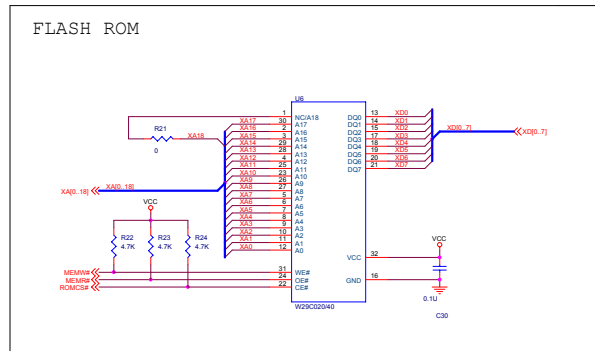 FLASH ROM
U6
1 NC/A18 DQ0 13 XD0
XA17 30 A17 DQ1 14 XD1
XA16 2 A16 DQ2 15 XD2
XA15 3 A15 DQ3 17 XD3
XA14 29 A14 DQ4 18 XD4
XA13 28 A13 DQ5 19 XD5
XA12 4 A12 DQ6 20 XD6
XA11 25 A11 DQ7 21 XD7
XA10 23 A10
XA9 26 A9
XA8 27 A8
XA7 5 A7
XA6 6 A6
XA5 7 A5
XA4 8 A4
XA3 9 A3
XA2 10 A2
XA1 11 A1
XA0 12 A0
R21
XA18
0
XD[0..7] XD[0..7]
XA[0..18] XA[0..18]
VCC
R22 R23 R24
4.7K 4.7K 4.7K
MEMW# 31 WE#
MEMR# 24 OE#
ROMCS# 22 CE#
VCC 32 VCC
GND 16
0.1U
C30
W29C020/40